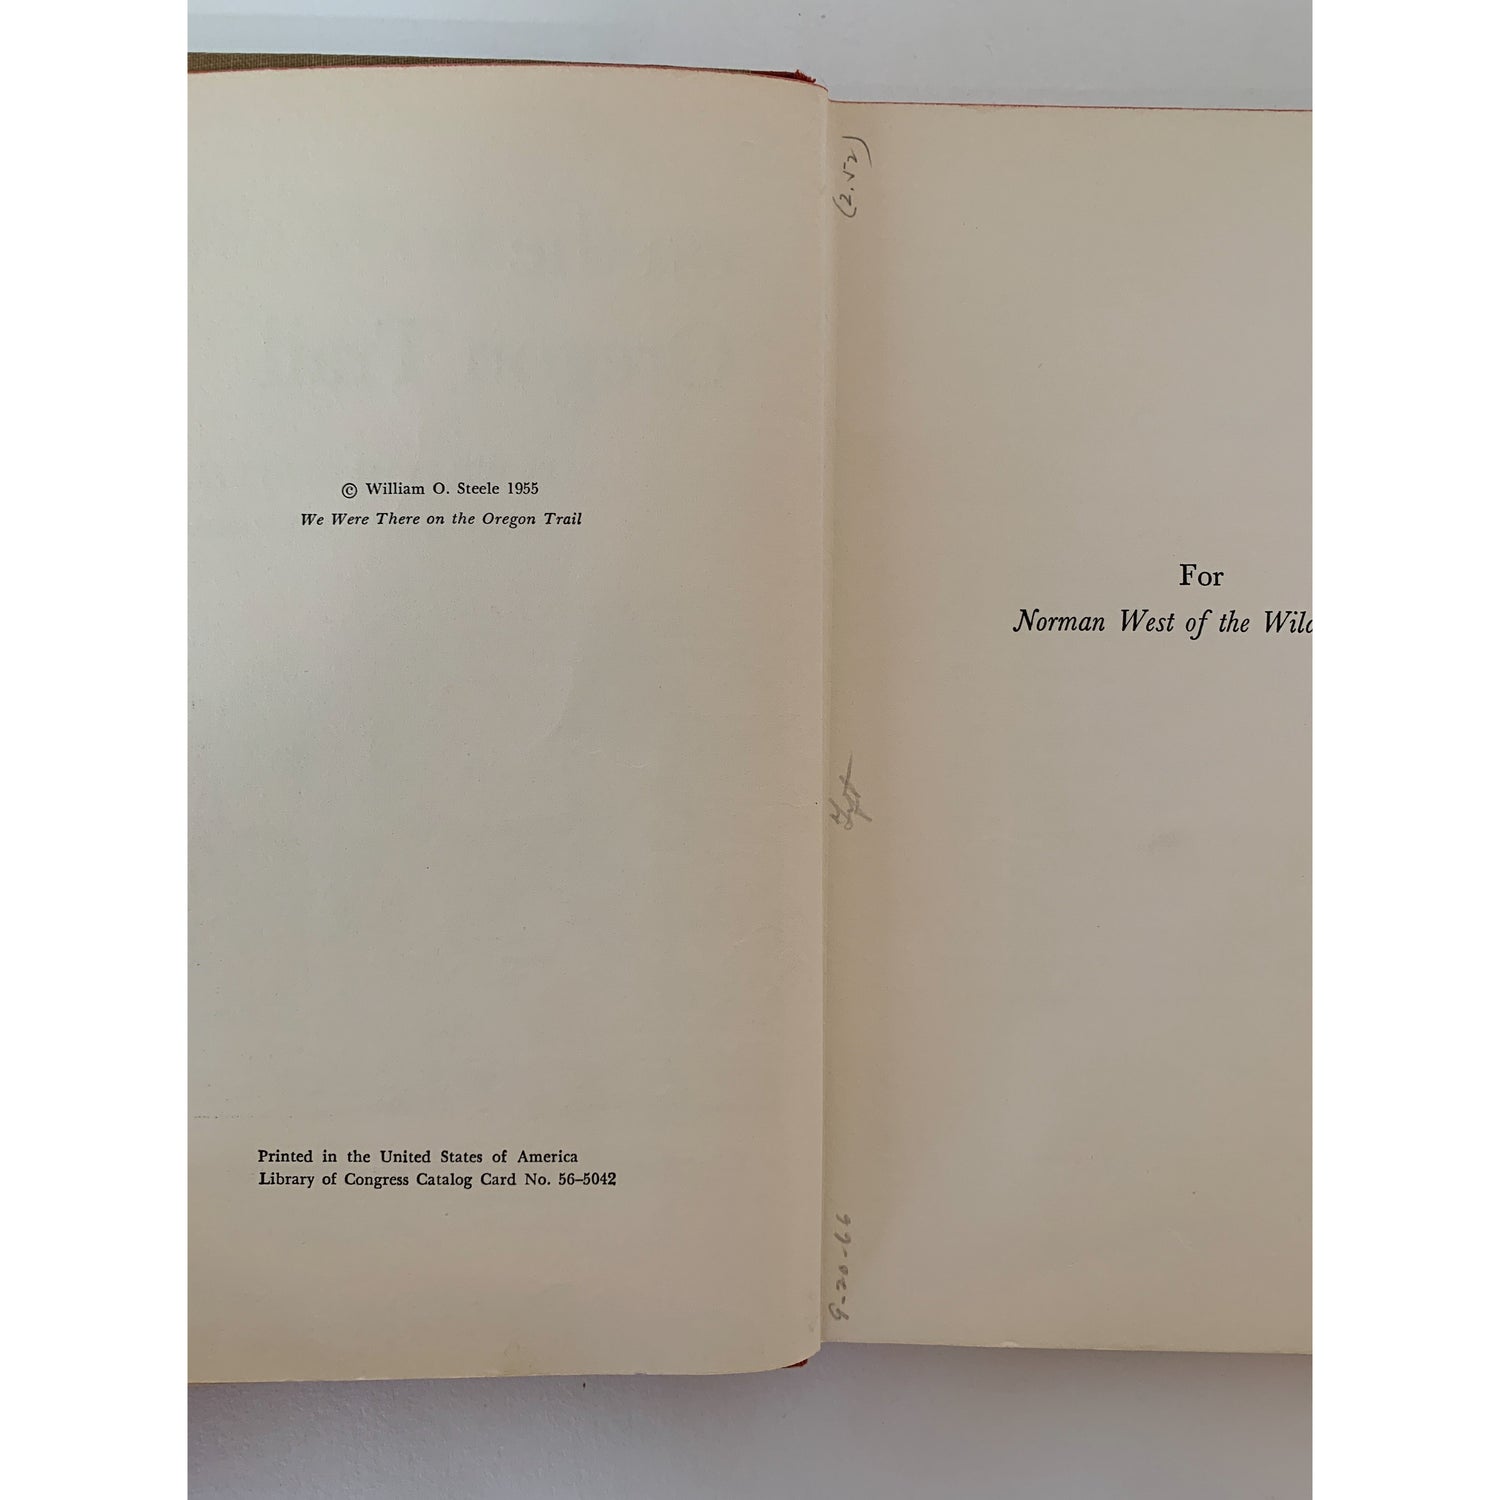 © William O. Steele 1955
We Were There on the Oregon Trail
Printed in the United States of America
Library of Congress Catalog Card No. 56–5042
(2.52)
For
Norman West of the Wild
9-20-66